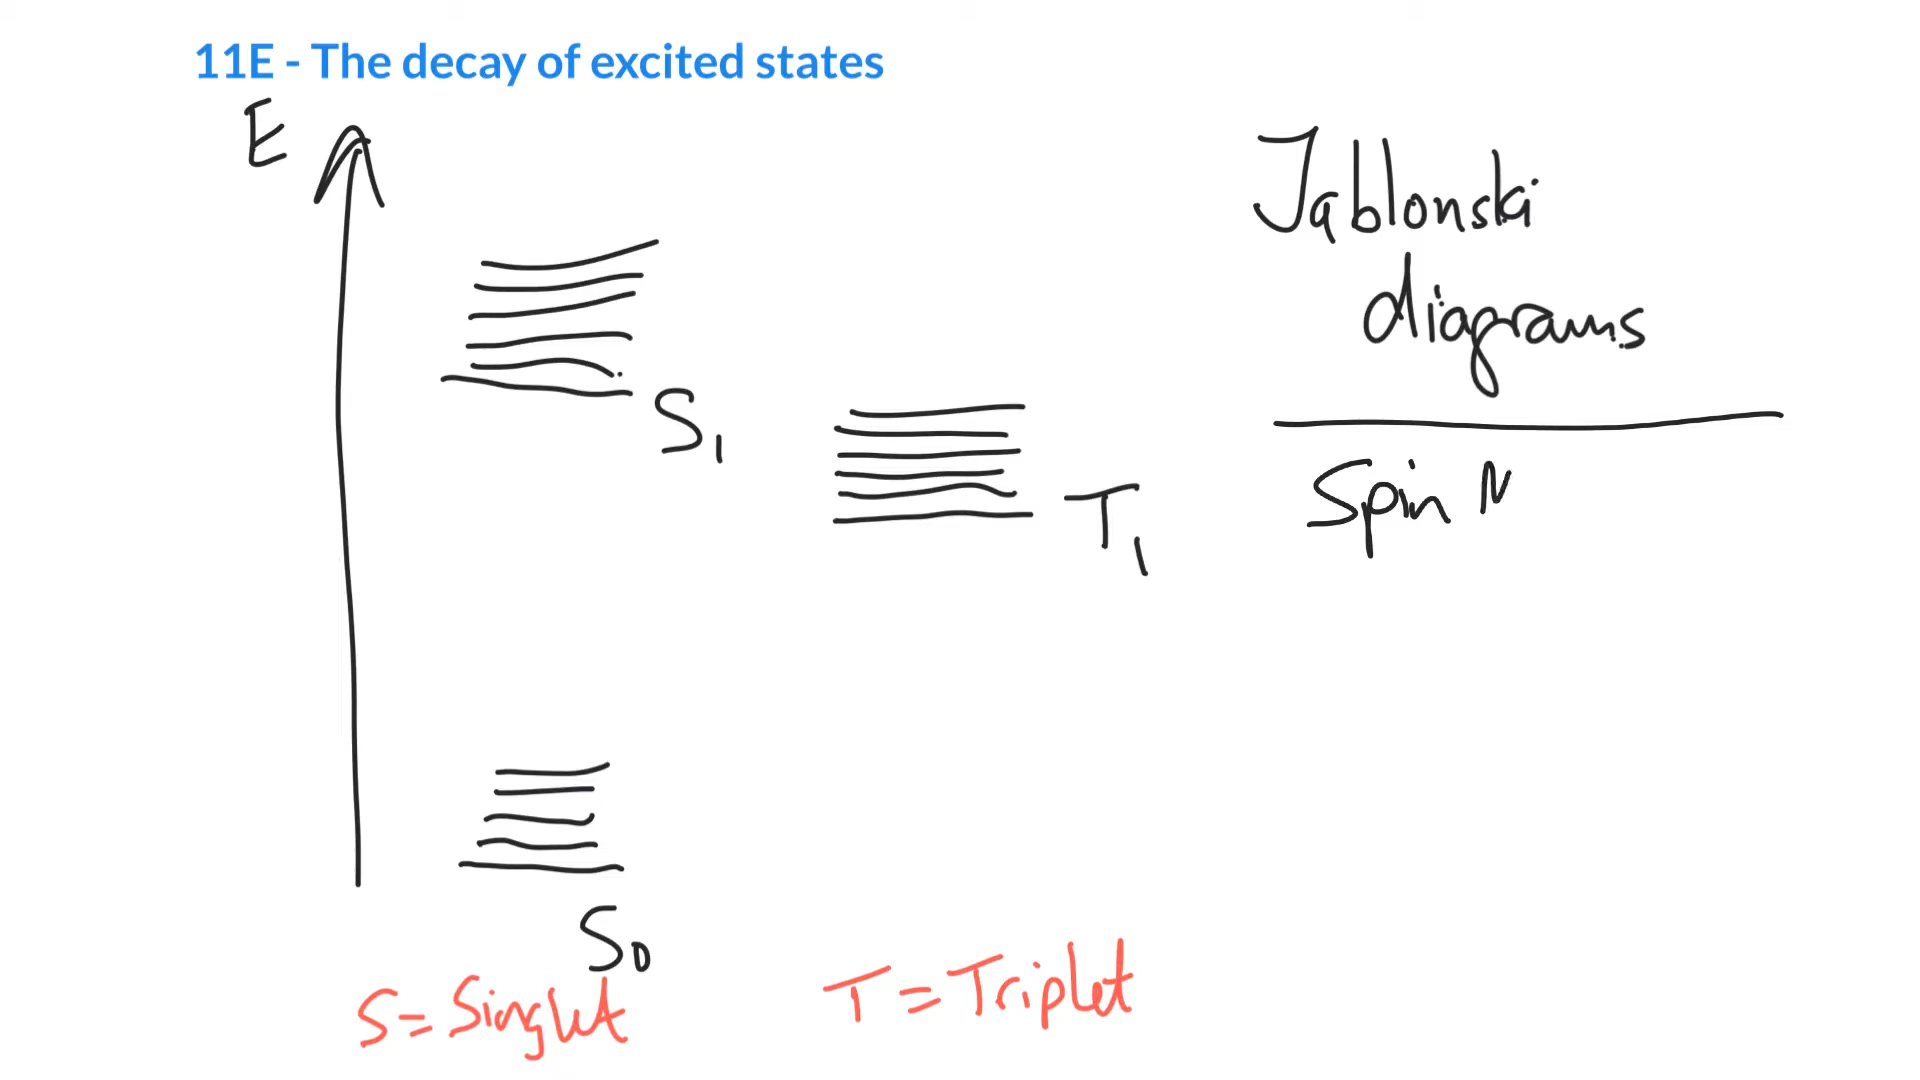 11E - The decay of excited states
E
Jablonski
diagrams
S1
T1
Spin M
S0
S = Singlet
T = Triplet